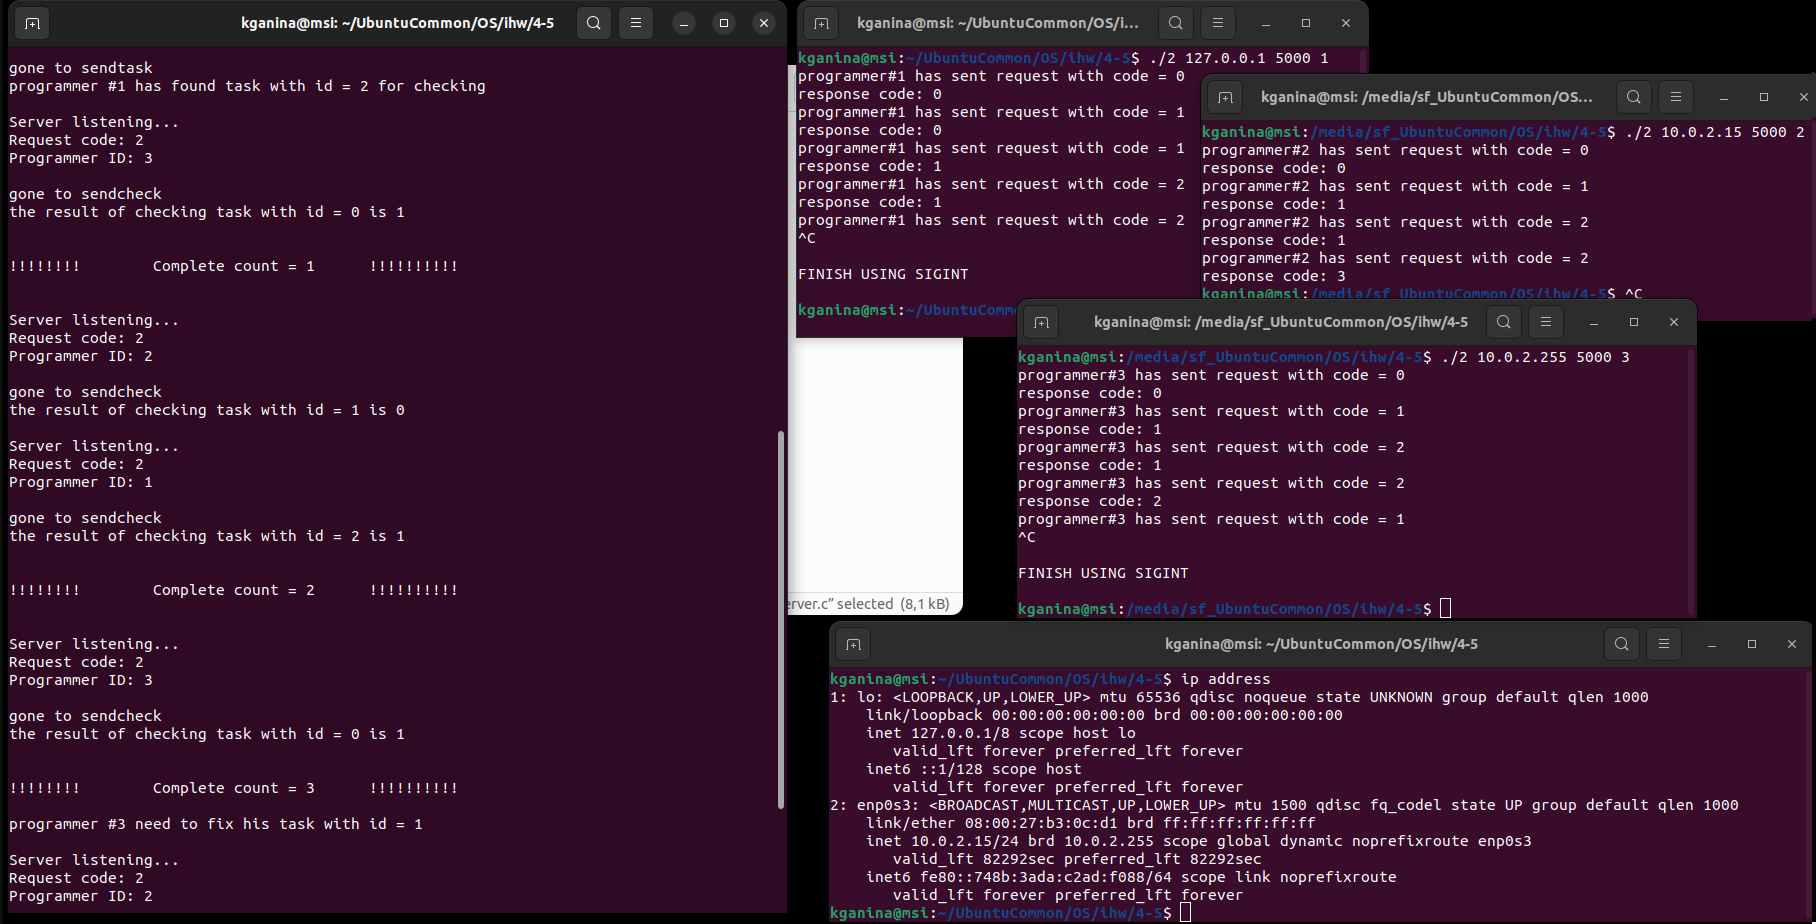 kganina@msi: ~/UbuntuCommon/OS/ihw/4-5
gone to sendtask
programmer #1 has found task with id = 2 for checking
Server listening...
Request code: 2
Programmer ID: 3
gone to sendcheck
the result of checking task with id = 0 is 1
!!!!!!!!        Complete count = 1      !!!!!!!!!!
Server listening...
Request code: 2
Programmer ID: 2
gone to sendcheck
the result of checking task with id = 1 is 0
Server listening...
Request code: 2
Programmer ID: 1
gone to sendcheck
the result of checking task with id = 2 is 1
!!!!!!!!        Complete count = 2      !!!!!!!!!!
Server listening...
Request code: 2
Programmer ID: 3
gone to sendcheck
the result of checking task with id = 0 is 1
!!!!!!!!        Complete count = 3      !!!!!!!!!!
programmer #3 need to fix his task with id = 1
Server listening...
Request code: 2
Programmer ID: 2
kganina@msi: ~/UbuntuCommon/OS/i...
kganina@msi:~/UbuntuCommon/OS/ihw/4-5$ ./2 127.0.0.1 5000 1
programmer#1 has sent request with code = 0
response code: 0
programmer#1 has sent request with code = 1
response code: 0
programmer#1 has sent request with code = 1
response code: 1
programmer#1 has sent request with code = 2
response code: 1
programmer#1 has sent request with code = 2
^C
FINISH USING SIGINT
kganina@msi:~/UbuntuComm
kganina@msi: /media/sf_UbuntuCommon/OS...
kganina@msi:/media/sf_UbuntuCommon/OS/ihw/4-5$ ./2 10.0.2.15 5000 2
programmer#2 has sent request with code = 0
response code: 0
programmer#2 has sent request with code = 1
response code: 1
programmer#2 has sent request with code = 2
response code: 1
programmer#2 has sent request with code = 2
response code: 3
kganina@msi:/media/sf_UbuntuCommon/OS/ihw/4-5$ ^C
kganina@msi: /media/sf_UbuntuCommon/OS/ihw/4-5
kganina@msi:/media/sf_UbuntuCommon/OS/ihw/4-5$ ./2 10.0.2.255 5000 3
programmer#3 has sent request with code = 0
response code: 0
programmer#3 has sent request with code = 1
response code: 1
programmer#3 has sent request with code = 2
response code: 1
programmer#3 has sent request with code = 2
response code: 2
programmer#3 has sent request with code = 1
^C
FINISH USING SIGINT
kganina@msi:/media/sf_UbuntuCommon/OS/ihw/4-5$
erver.c” selected (8,1 kB)
kganina@msi: ~/UbuntuCommon/OS/ihw/4-5
kganina@msi:~/UbuntuCommon/OS/ihw/4-5$ ip address
1: lo: <LOOPBACK,UP,LOWER_UP> mtu 65536 qdisc noqueue state UNKNOWN group default qlen 1000
link/loopback 00:00:00:00:00:00 brd 00:00:00:00:00:00
inet 127.0.0.1/8 scope host lo
valid_lft forever preferred_lft forever
inet6 ::1/128 scope host
valid_lft forever preferred_lft forever
2: enp0s3: <BROADCAST,MULTICAST,UP,LOWER_UP> mtu 1500 qdisc fq_codel state UP group default qlen 1000
link/ether 08:00:27:b3:0c:d1 brd ff:ff:ff:ff:ff:ff
inet 10.0.2.15/24 brd 10.0.2.255 scope global dynamic noprefixroute enp0s3
valid_lft 82292sec preferred_lft 82292sec
inet6 fe80::748b:3ada:c2ad:f088/64 scope link noprefixroute
valid_lft forever preferred_lft forever
kganina@msi:~/UbuntuCommon/OS/ihw/4-5$